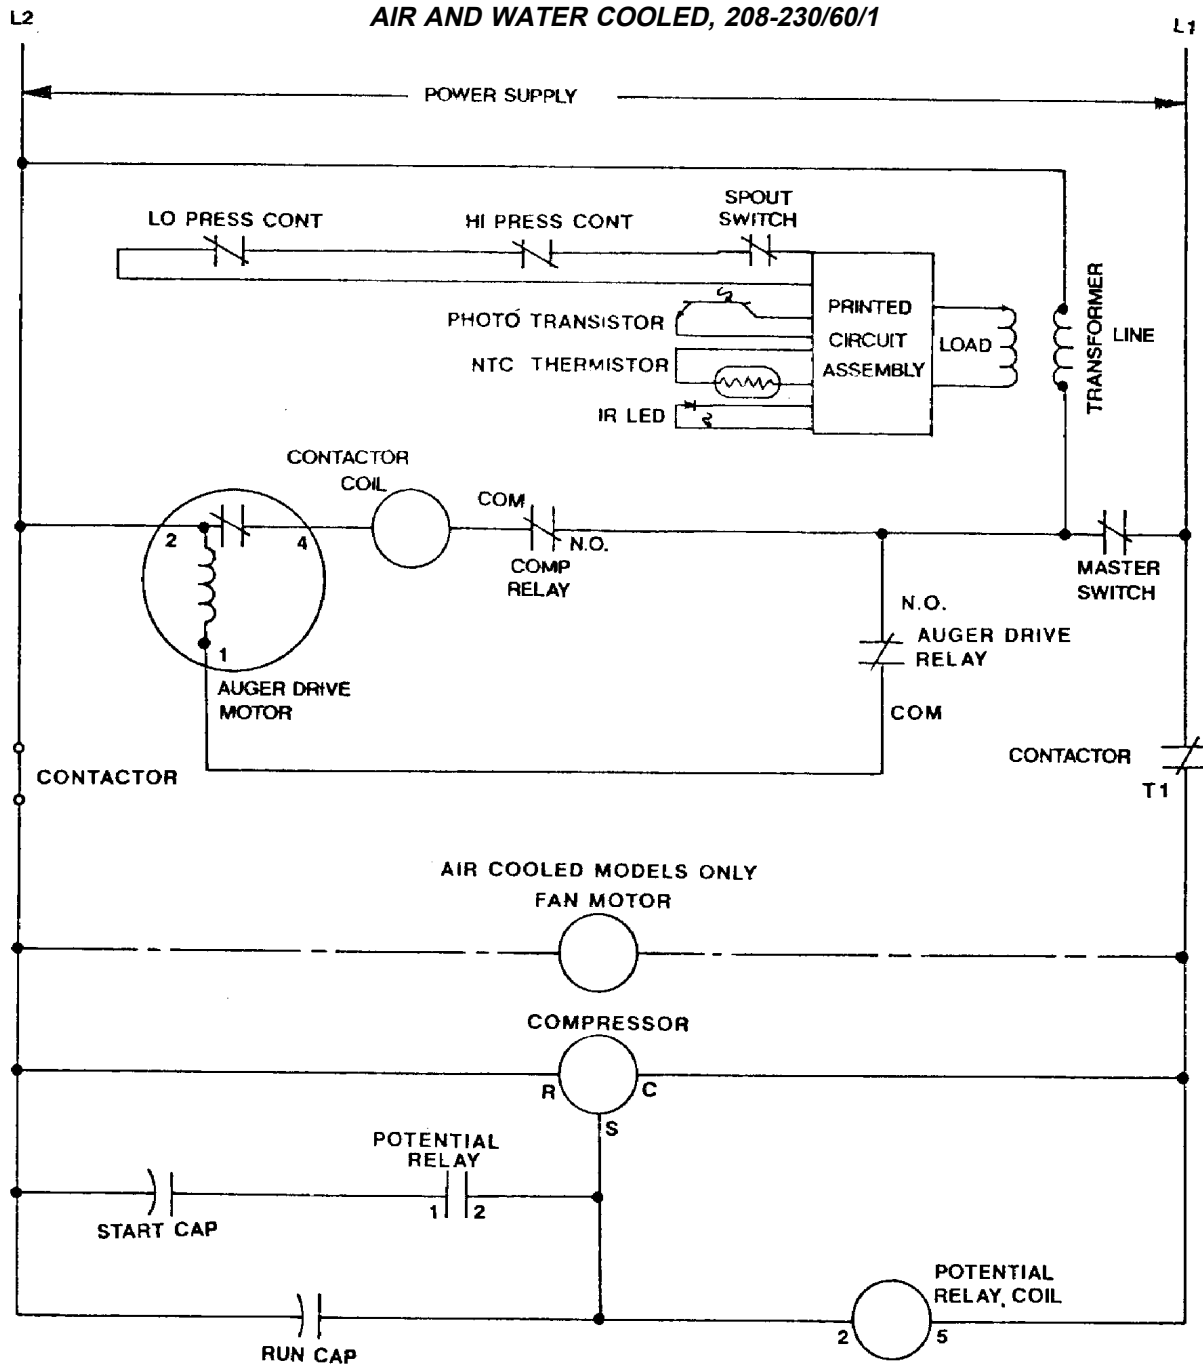 AIR AND WATER COOLED, 208-230/60/1
L2
L1
POWER SUPPLY
LO PRESS CONT
HI PRESS CONT
SPOUT
SWITCH
PHOTO TRANSISTOR
NTC THERMISTOR
IR LED
PRINTED
CIRCUIT
ASSEMBLY
LOAD
TRANSFORMER
LINE
CONTACTOR
COIL
2
4
1
AUGER DRIVE
MOTOR
COM
N.O.
COMP
RELAY
MASTER
SWITCH
N.O.
AUGER DRIVE
RELAY
COM
CONTACTOR
CONTACTOR
T1
AIR COOLED MODELS ONLY
FAN MOTOR
COMPRESSOR
R
C
S
POTENTIAL
RELAY
1
2
START CAP
POTENTIAL
RELAY, COIL
2
5
RUN CAP